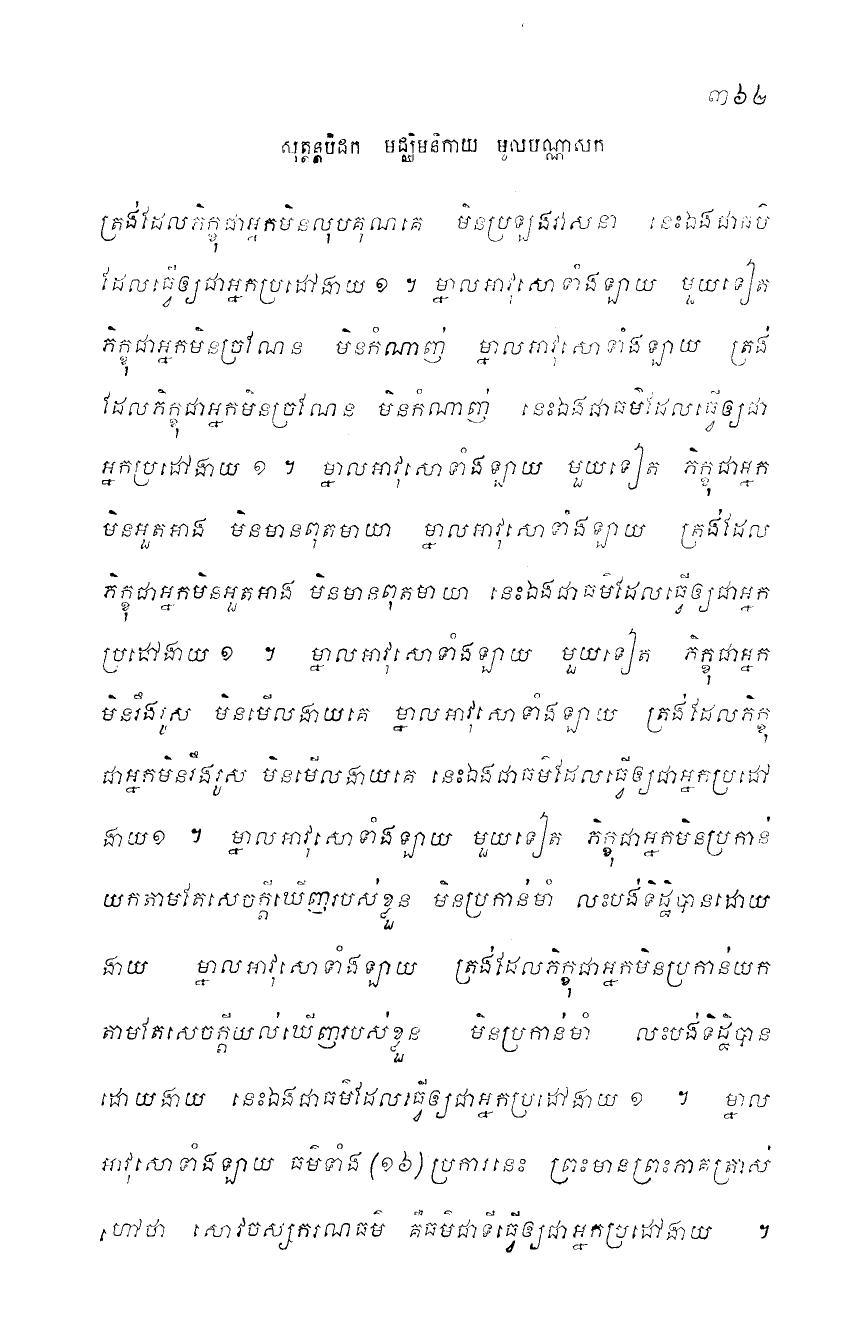 ៣៦៤
សុត្តន្តបិដក មជ្ឈិមនិកាយ មូលបណ្ណាសក
ត្រង់ដែលភិក្ខុជាអ្នកមិនលុបគុណគេ មិនប្រឡងវាសនា នេះឯងជាធម៌
ដែលធ្វើឲ្យជាអ្នកប្រដៅងាយ ១ ។ ម្នាលអាវុសោទាំងឡាយ មួយទៀត
ភិក្ខុជាអ្នកមិនច្រណែន មិនកំណាញ់ ម្នាលអាវុសោទាំងឡាយ ត្រង់
ដែលភិក្ខុជាអ្នកមិនច្រណែន មិនកំណាញ់ នេះឯងជាធម៌ដែលធ្វើឲ្យជា
អ្នកប្រដៅងាយ ១ ។ ម្នាលអាវុសោទាំងឡាយ មួយទៀត ភិក្ខុជាអ្នក
មិនអួតអាង មិនមានពុតមាយា ម្នាលអាវុសោទាំងឡាយ ត្រង់ដែល
ភិក្ខុជាអ្នកមិនអួតអាង មិនមានពុតមាយា នេះឯងជាធម៌ដែលធ្វើឲ្យជាអ្នក
ប្រដៅងាយ ១ ។ ម្នាលអាវុសោទាំងឡាយ មួយទៀត ភិក្ខុជាអ្នក
មិនរឹងរូស មិនមើលងាយគេ ម្នាលអាវុសោទាំងឡាយ ត្រង់ដែលភិក្ខុ
ជាអ្នកមិនរឹងរូស មិនមើលងាយគេ នេះឯងជាធម៌ដែលធ្វើឲ្យជាអ្នកប្រដៅ
ងាយ១ ។ ម្នាលអាវុសោទាំងឡាយ មួយទៀត ភិក្ខុជាអ្នកមិនប្រកាន់
យកតាមតែសេចក្តីឃើញរបស់ខ្លួន មិនប្រកាន់មាំ លះបង់ទិដ្ឋិបានដោយ
ងាយ ម្នាលអាវុសោទាំងឡាយ ត្រង់ដែលភិក្ខុជាអ្នកមិនប្រកាន់យក
តាមតែសេចក្តីយល់ឃើញរបស់ខ្លួន មិនប្រកាន់មាំ លះបង់ទិដ្ឋិបាន
ដោយងាយ នេះឯងជាធម៌ដែលធ្វើឲ្យជាអ្នកប្រដៅងាយ ១ ។ ម្នាល
អាវុសោទាំងឡាយ ធម៌ទាំង (១៦) ប្រការនេះ ព្រះមានព្រះភាគត្រាស់
ហៅថា សោវចស្សករណធម៌ គឺធម៌ជាទីធ្វើឲ្យជាអ្នកប្រដៅងាយ ។